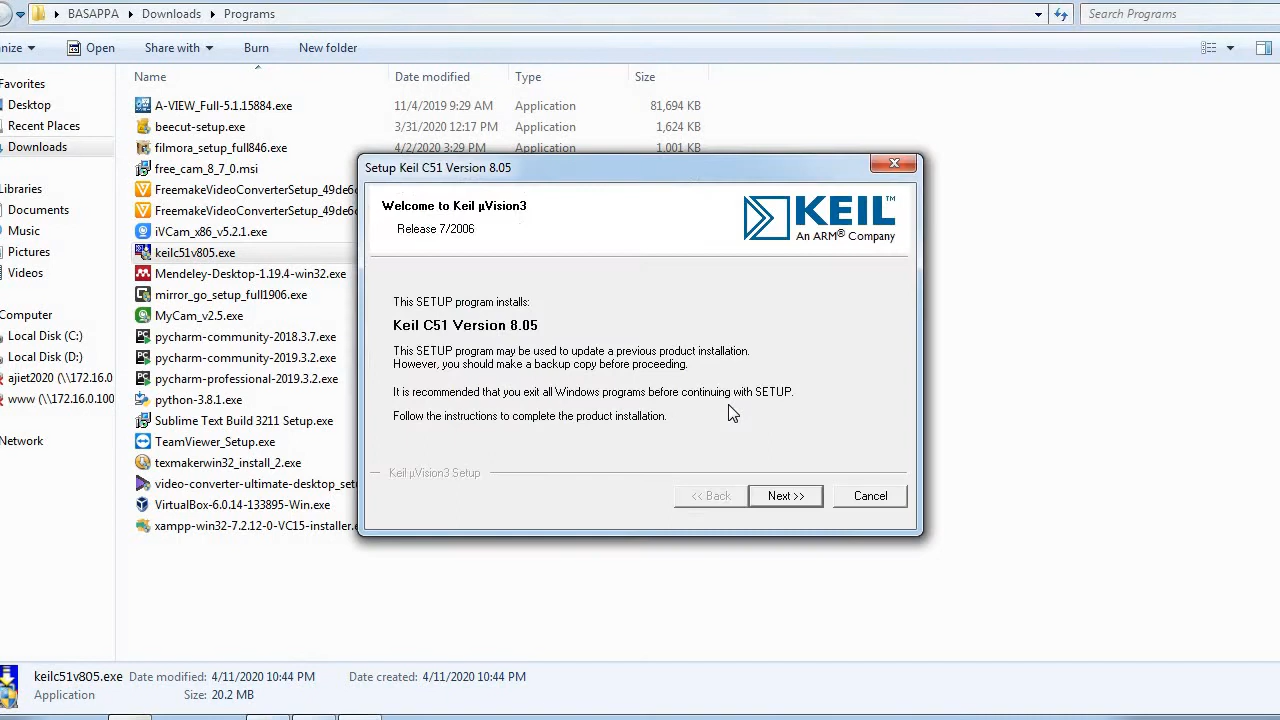 BASAPPA Downloads Programs Search Programs
nize Open Share with Burn New folder
Name Date modified Type Size
Favorites
Desktop
Recent Places
Downloads
Libraries
Documents
Music
Pictures
Videos
Computer
Local Disk (C:)
Local Disk (D:)
ajiet2020 (\\172.16.0
www (\\172.16.0.100
Network
A-VIEW_Full-5.1.15884.exe 11/4/2019 9:29 AM Application 81,694 KB
beecut-setup.exe 3/31/2020 12:17 PM Application 1,624 KB
filmora_setup_full846.exe 4/2/2020 3:29 PM Application 1,001 KB
free_cam_8_7_0.msi
FreemakeVideoConverterSetup_49de6c
FreemakeVideoConverterSetup_49de6c
iVCam_x86_v5.2.1.exe
keilc51v805.exe
Mendeley-Desktop-1.19.4-win32.exe
mirror_go_setup_full1906.exe
MyCam_v2.5.exe
pycharm-community-2018.3.7.exe
pycharm-community-2019.3.2.exe
pycharm-professional-2019.3.2.exe
python-3.8.1.exe
Sublime Text Build 3211 Setup.exe
TeamViewer_Setup.exe
texmakerwin32_install_2.exe
video-converter-ultimate-desktop_setu
VirtualBox-6.0.14-133895-Win.exe
xampp-win32-7.2.12-0-VC15-installer.e
Setup Keil C51 Version 8.05
Welcome to Keil µVision3
Release 7/2006
KEIL™
An ARM® Company
This SETUP program installs:
Keil C51 Version 8.05
This SETUP program may be used to update a previous product installation.
However, you should make a backup copy before proceeding.
It is recommended that you exit all Windows programs before continuing with SETUP.
Follow the instructions to complete the product installation.
Keil µVision3 Setup
<< Back Next >> Cancel
keilc51v805.exe Date modified: 4/11/2020 10:44 PM Date created: 4/11/2020 10:44 PM
Application Size: 20.2 MB